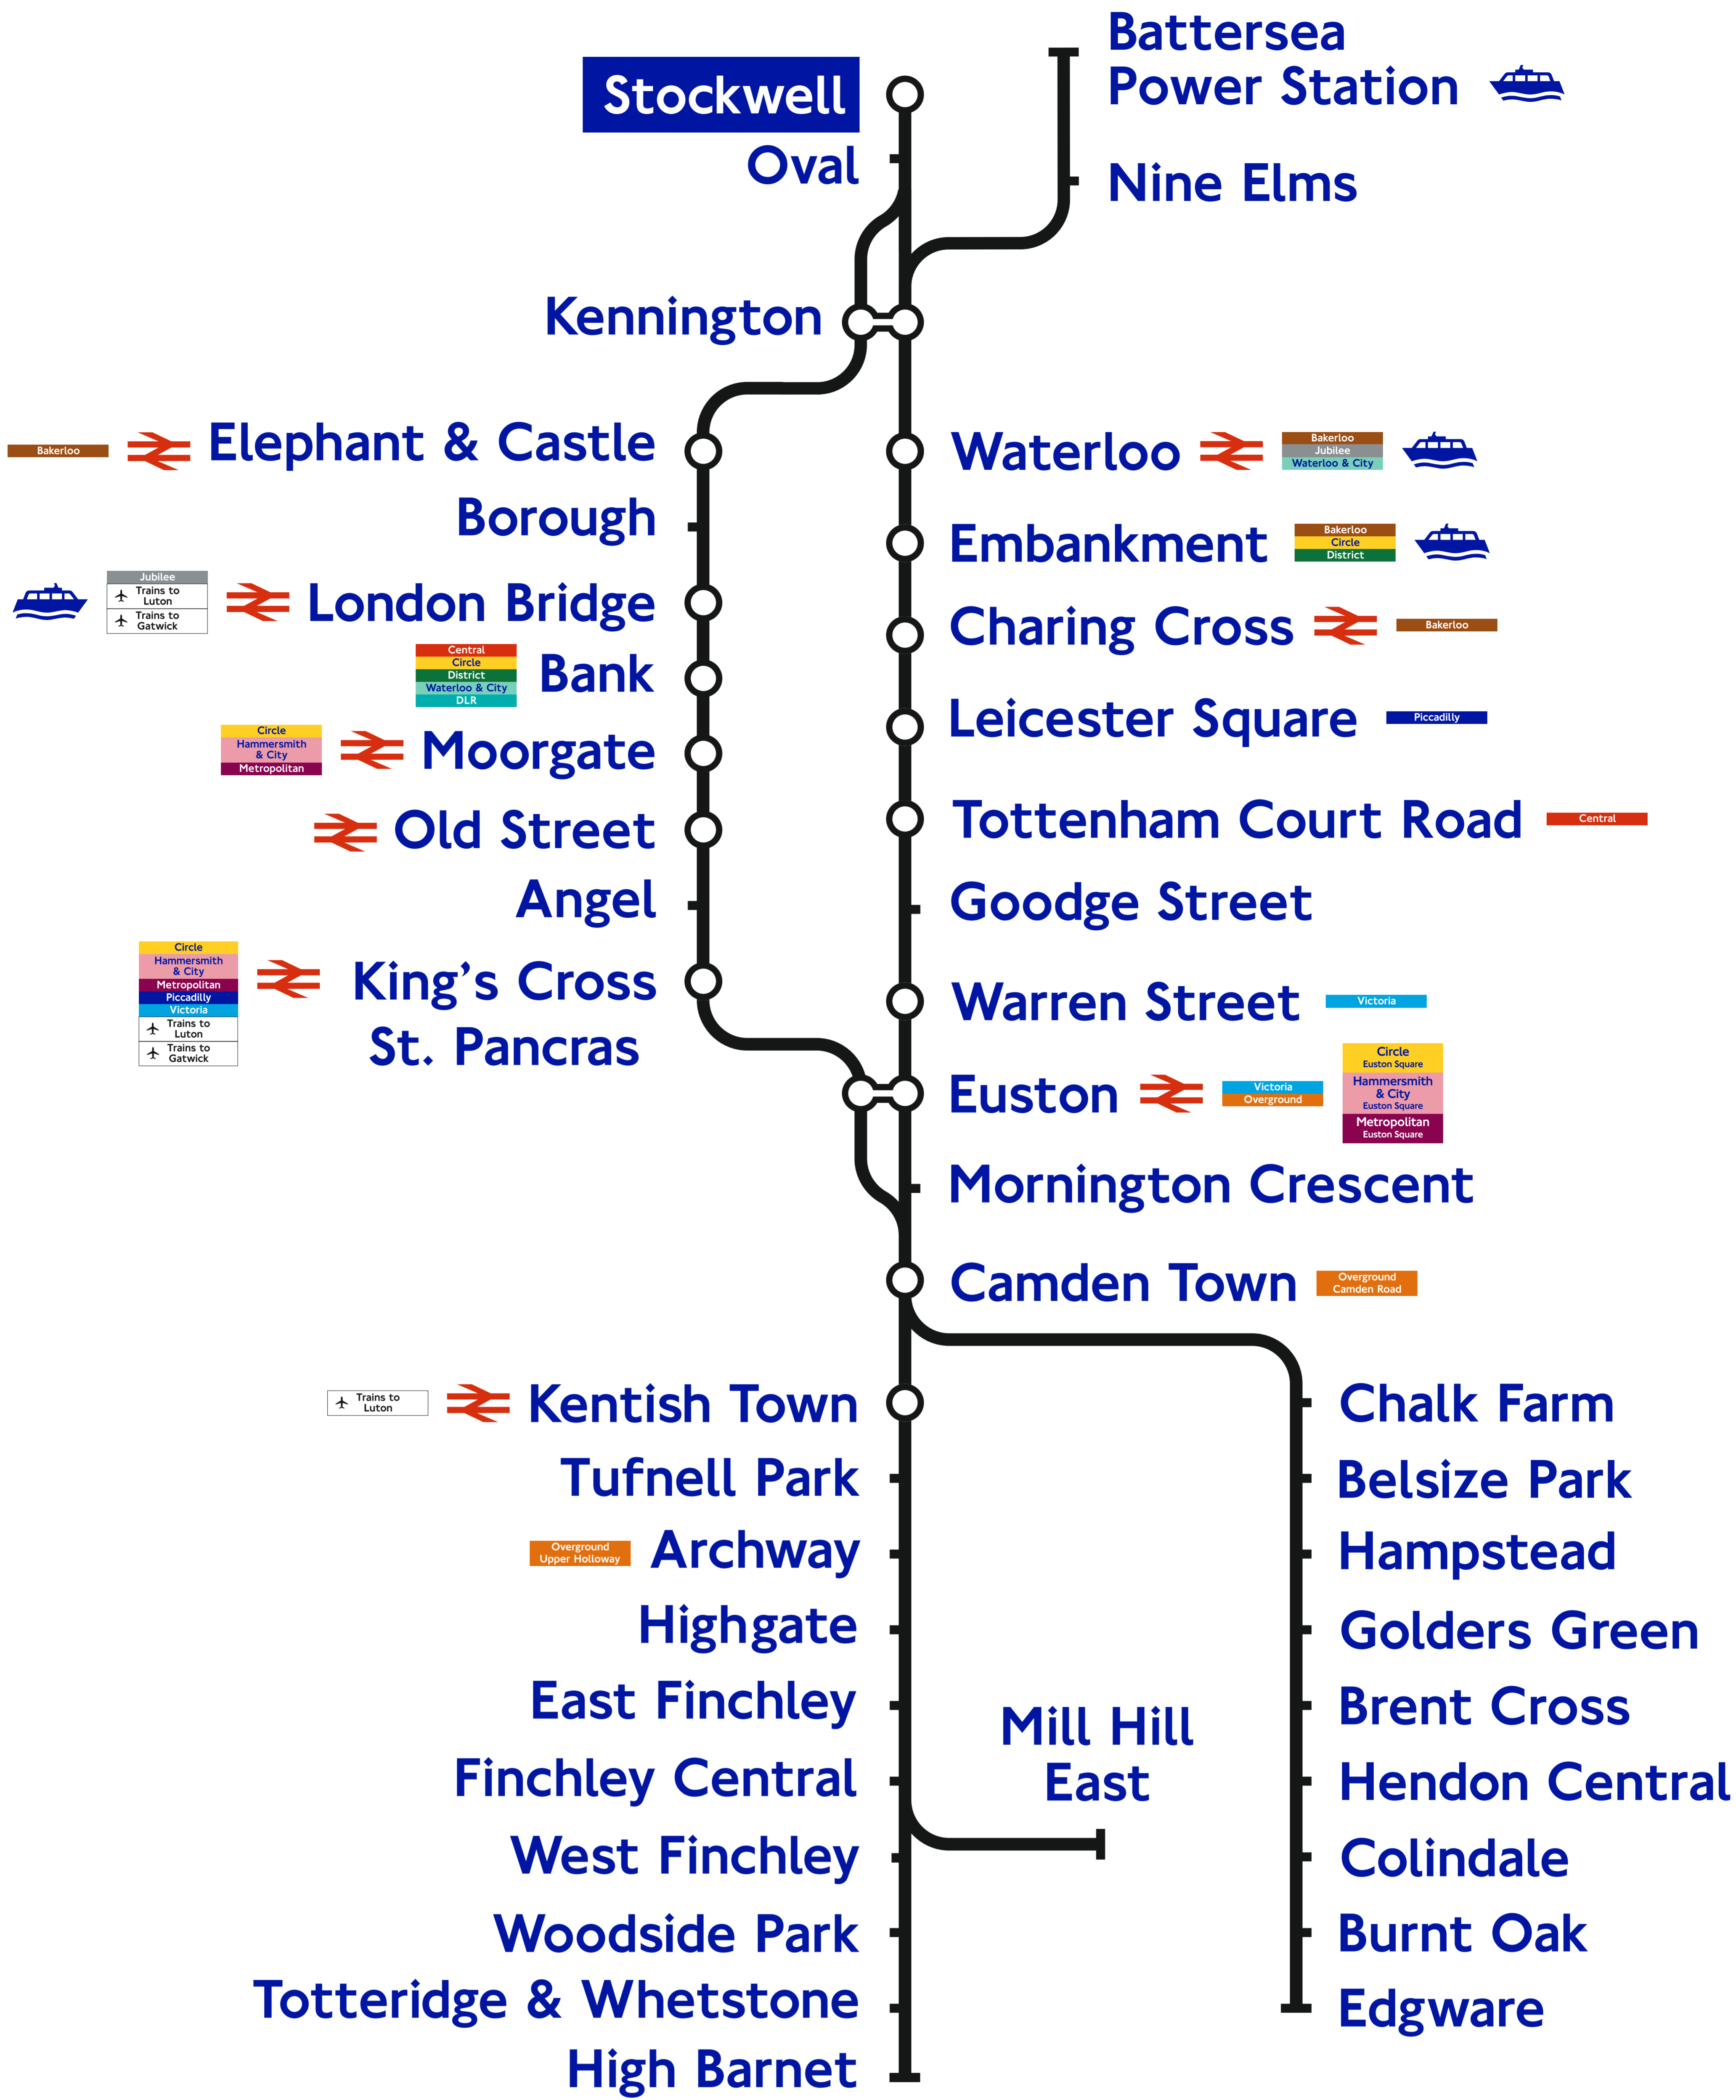 Battersea
Power Station
Stockwell
Oval
Nine Elms
Kennington
Bakerloo
Elephant & Castle
Waterloo
Bakerloo
Jubilee
Waterloo & City
Borough
Embankment
Bakerloo
Circle
District
Jubilee
Trains to
Luton
Trains to
Gatwick
London Bridge
Charing Cross
Bakerloo
Central
Circle
District
Waterloo & City
DLR
Bank
Leicester Square
Piccadilly
Circle
Hammersmith
& City
Metropolitan
Moorgate
Old Street
Tottenham Court Road
Central
Angel
Goodge Street
Circle
Hammersmith
& City
Metropolitan
Piccadilly
Victoria
Trains to
Luton
Trains to
Gatwick
King’s Cross
St. Pancras
Warren Street
Victoria
Euston
Victoria
Overground
Circle
Euston Square
Hammersmith
& City
Euston Square
Metropolitan
Euston Square
Mornington Crescent
Camden Town
Overground
Camden Road
Trains to
Luton
Kentish Town
Chalk Farm
Tufnell Park
Belsize Park
Overground
Upper Holloway
Archway
Hampstead
Highgate
Golders Green
East Finchley
Brent Cross
Mill Hill
East
Finchley Central
Hendon Central
West Finchley
Colindale
Woodside Park
Burnt Oak
Totteridge & Whetstone
Edgware
High Barnet